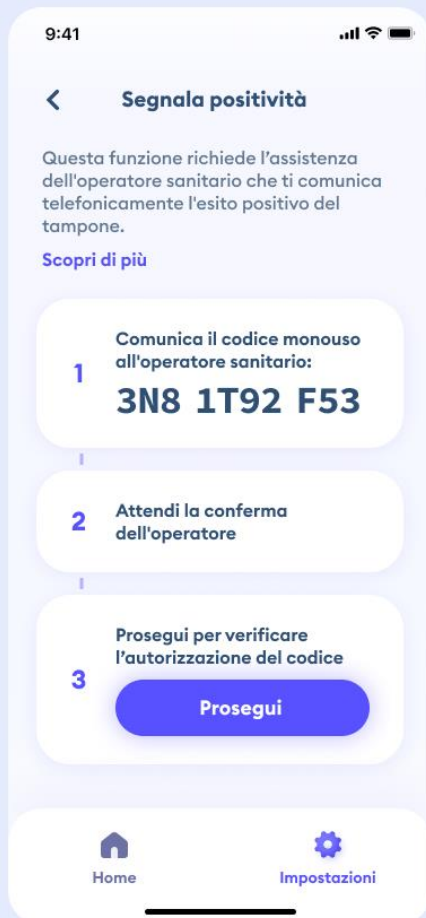 9:41
Segnala positività
Questa funzione richiede l’assistenza
dell'operatore sanitario che ti comunica
telefonicamente l'esito positivo del
tampone.
Scopri di più
1
Comunica il codice monouso
all'operatore sanitario:
3N8 1T92 F53
2
Attendi la conferma
dell'operatore
3
Prosegui per verificare
l’autorizzazione del codice
Prosegui
Home
Impostazioni